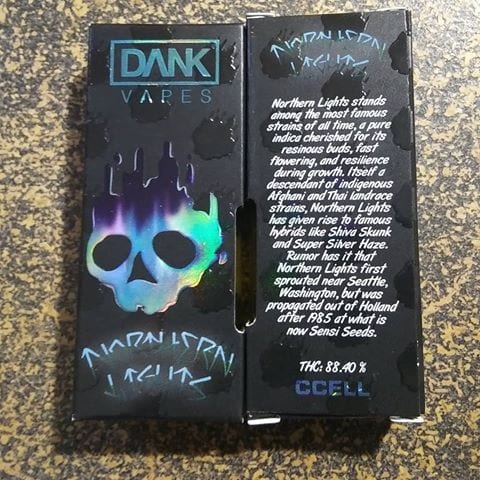 DANK
VAPES
NORTHERN
LIGHTS
NORTHERN
LIGHTS
Northern Lights stands
among the most famous
strains of all time, a pure
indica cherished for its
resinous buds, fast
flowering, and resilience
during growth. Itself a
descendant of indigenous
Afghani and Thai landrace
strains, Northern Lights
has given rise to famous
hybrids like Shiva Skunk
and Super Silver Haze.
Rumor has it that
Northern Lights first
sprouted near Seattle,
Washington, but was
propagated out of Holland
after 1985 at what is
now Sensi Seeds.
THC: 88.40 %
CCELL